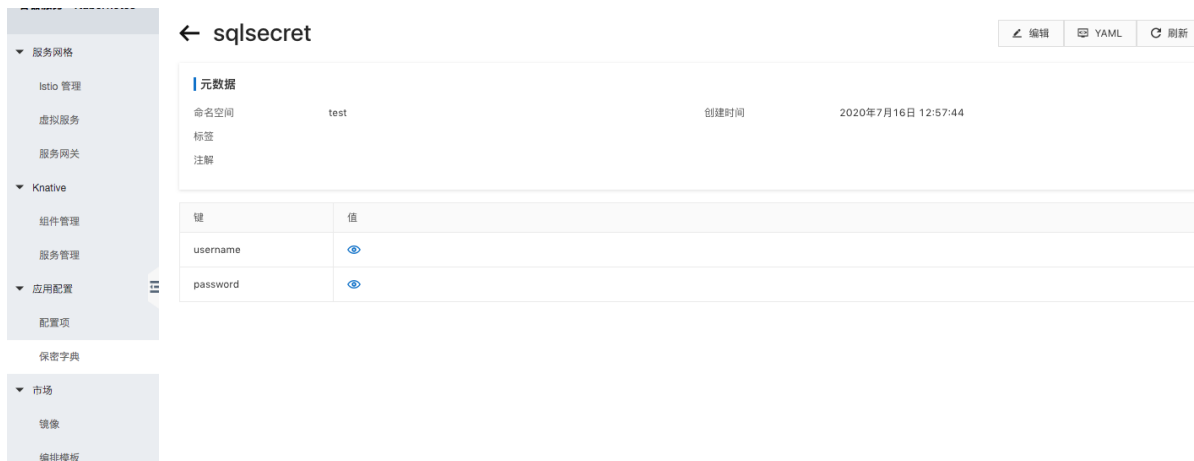 sqlsecret
编辑
YAML
刷新
服务网格
Istio 管理
虚拟服务
服务网关
Knative
组件管理
服务管理
应用配置
配置项
保密字典
市场
镜像
编排模板
元数据
命名空间 test 创建时间 2020年7月16日 12:57:44
标签
注解
键 值
username
password